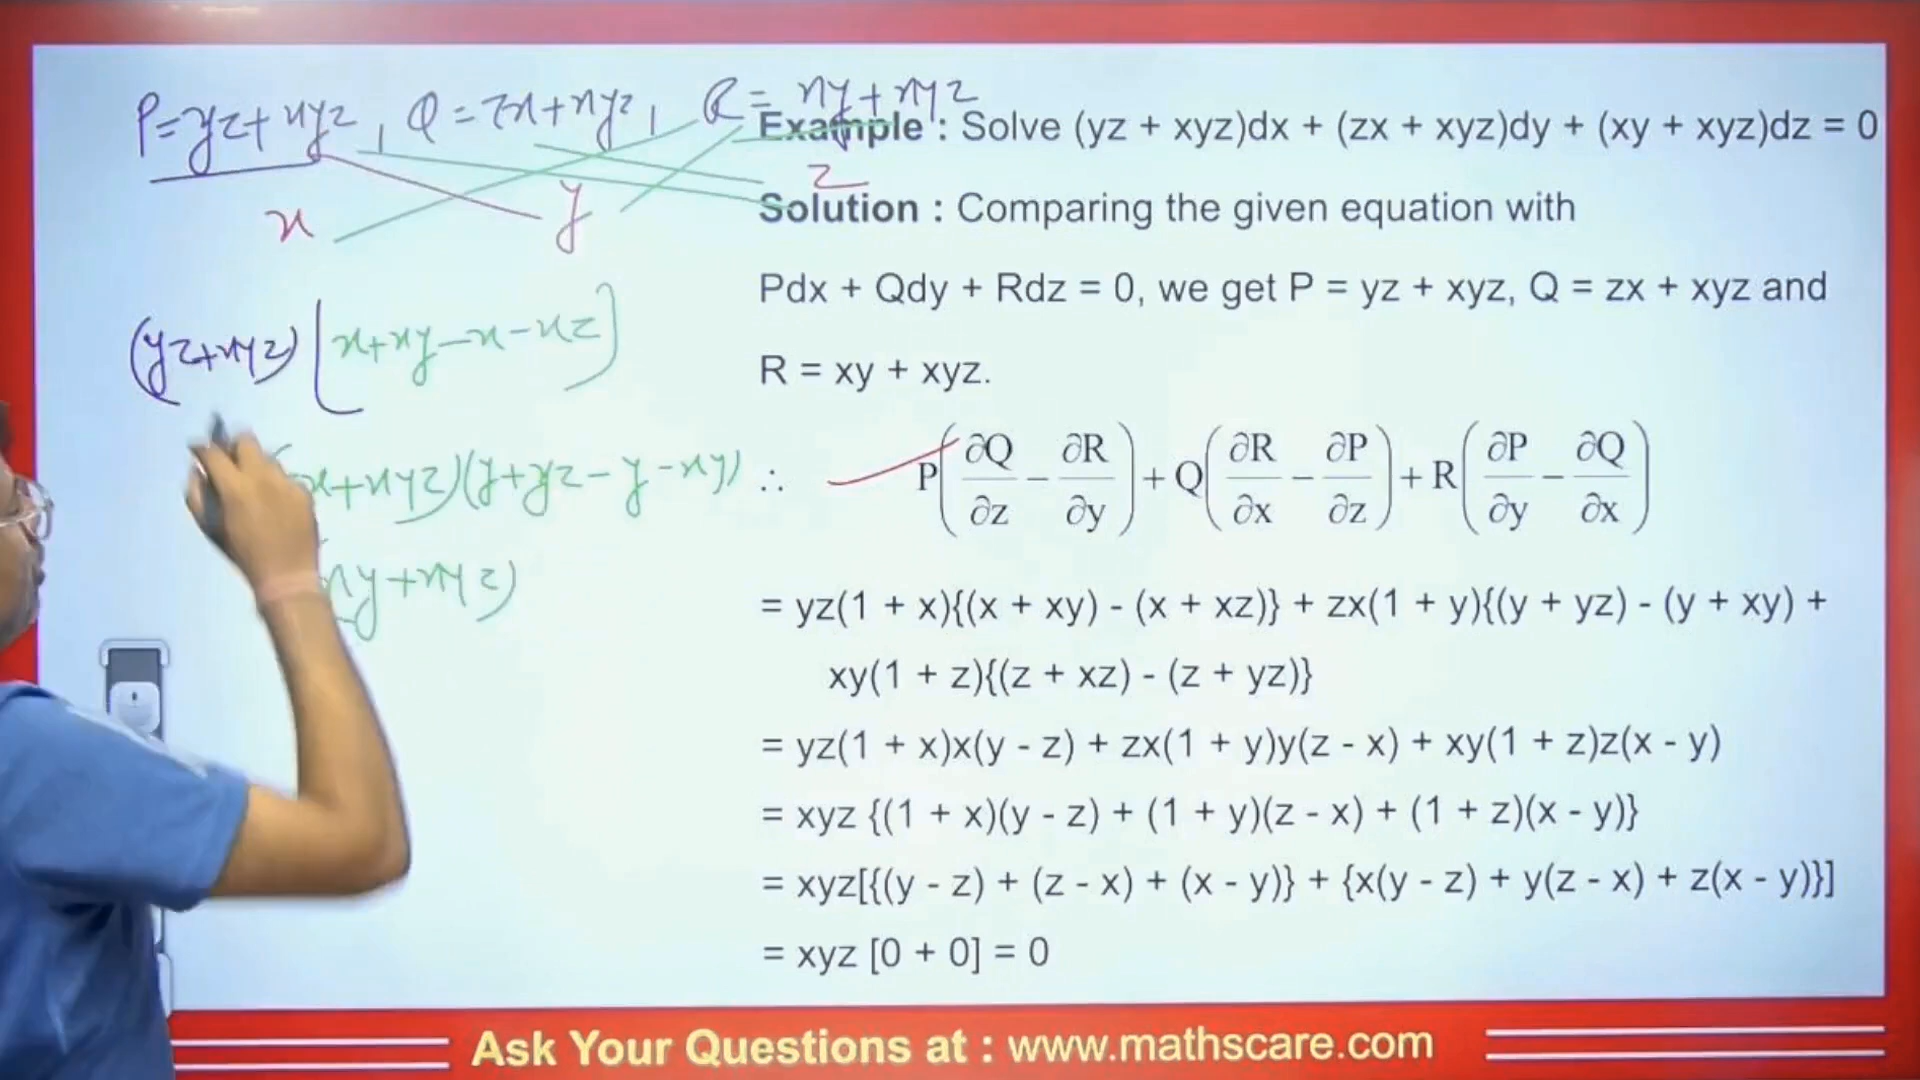 P=yz+xyz, Q=zx+xyz, R=xy+xyz
x y z
(yz+xyz)[x+xy-x-xz]
x+xyz)(y+yz-y-xy)
xy+xyz)
Example : Solve (yz + xyz)dx + (zx + xyz)dy + (xy + xyz)dz = 0
Solution : Comparing the given equation with
Pdx + Qdy + Rdz = 0, we get P = yz + xyz, Q = zx + xyz and
R = xy + xyz.
∴ P(∂Q/∂z - ∂R/∂y) + Q(∂R/∂x - ∂P/∂z) + R(∂P/∂y - ∂Q/∂x)
= yz(1 + x){(x + xy) - (x + xz)} + zx(1 + y){(y + yz) - (y + xy) +
xy(1 + z){(z + xz) - (z + yz)}
= yz(1 + x)x(y - z) + zx(1 + y)y(z - x) + xy(1 + z)z(x - y)
= xyz {(1 + x)(y - z) + (1 + y)(z - x) + (1 + z)(x - y)}
= xyz[{(y - z) + (z - x) + (x - y)} + {x(y - z) + y(z - x) + z(x - y)}]
= xyz [0 + 0] = 0
Ask Your Questions at : www.mathscare.com